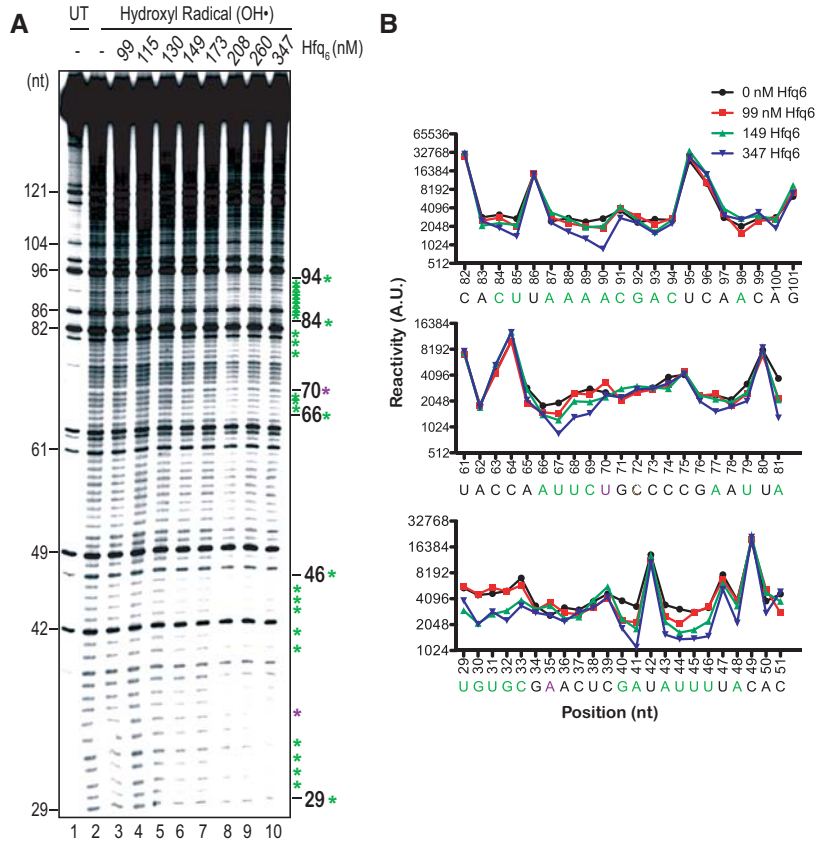 A
UT
Hydroxyl Radical (OH•)
- - 99 115 130 149 173 208 260 347 Hfq6 (nM)
(nt)
121
104
96
94 *
86
84 *
82
70 *
66 *
61
49
46 *
42
29
29 *
1 2 3 4 5 6 7 8 9 10
B
0 nM Hfq6
99 nM Hfq6
149 Hfq6
347 Hfq6
Reactivity (A.U.)
65536
32768
16384
8192
4096
2048
1024
512
82 83 84 85 86 87 88 89 90 91 92 93 94 95 96 97 98 99 100 101
C A C U U A A A A C G A C U C A A C A G
16384
8192
4096
2048
1024
512
61 62 63 64 65 66 67 68 69 70 71 72 73 74 75 76 77 78 79 80 81
U A C C A A U U C U G C C C C G A A U U A
32768
16384
8192
4096
2048
1024
29 30 31 32 33 34 35 36 37 38 39 40 41 42 43 44 45 46 47 48 49 50 51
U G U G C G A A C U C G A U A U U U U A C A C
Position (nt)